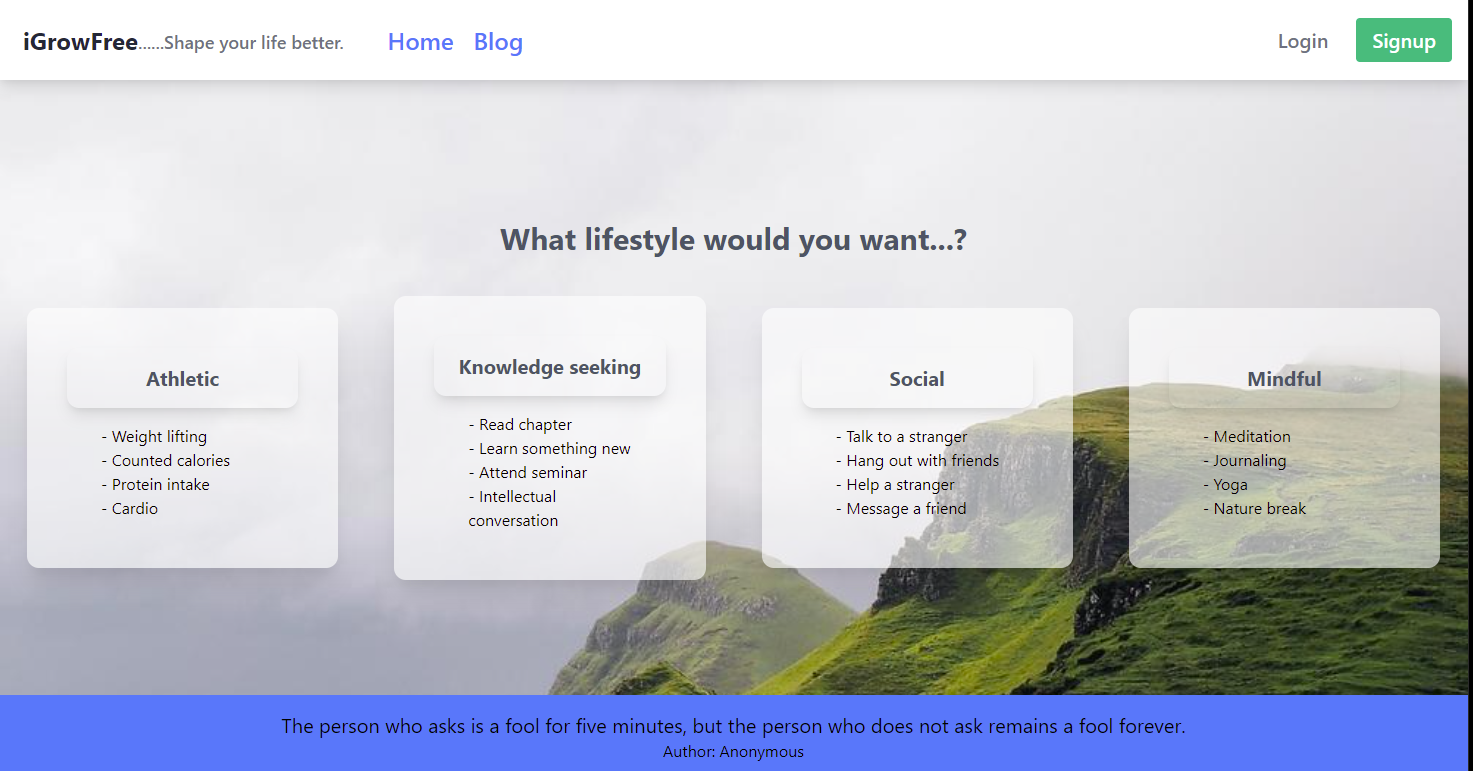 iGrowFree......Shape your life better. Home Blog Login Signup
What lifestyle would you want...?
Athletic
- Weight lifting
- Counted calories
- Protein intake
- Cardio
Knowledge seeking
- Read chapter
- Learn something new
- Attend seminar
- Intellectual
conversation
Social
- Talk to a stranger
- Hang out with friends
- Help a stranger
- Message a friend
Mindful
- Meditation
- Journaling
- Yoga
- Nature break
The person who asks is a fool for five minutes, but the person who does not ask remains a fool forever.
Author: Anonymous